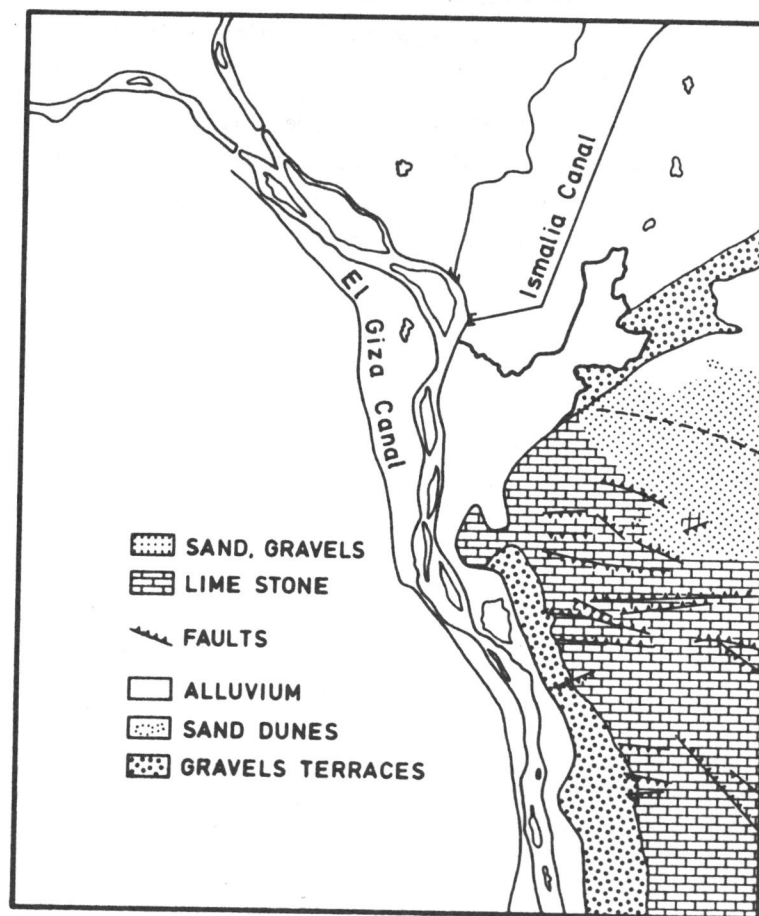 Ismalia Canal
El Giza Canal
SAND, GRAVELS
LIME STONE
FAULTS
ALLUVIUM
SAND DUNES
GRAVELS TERRACES